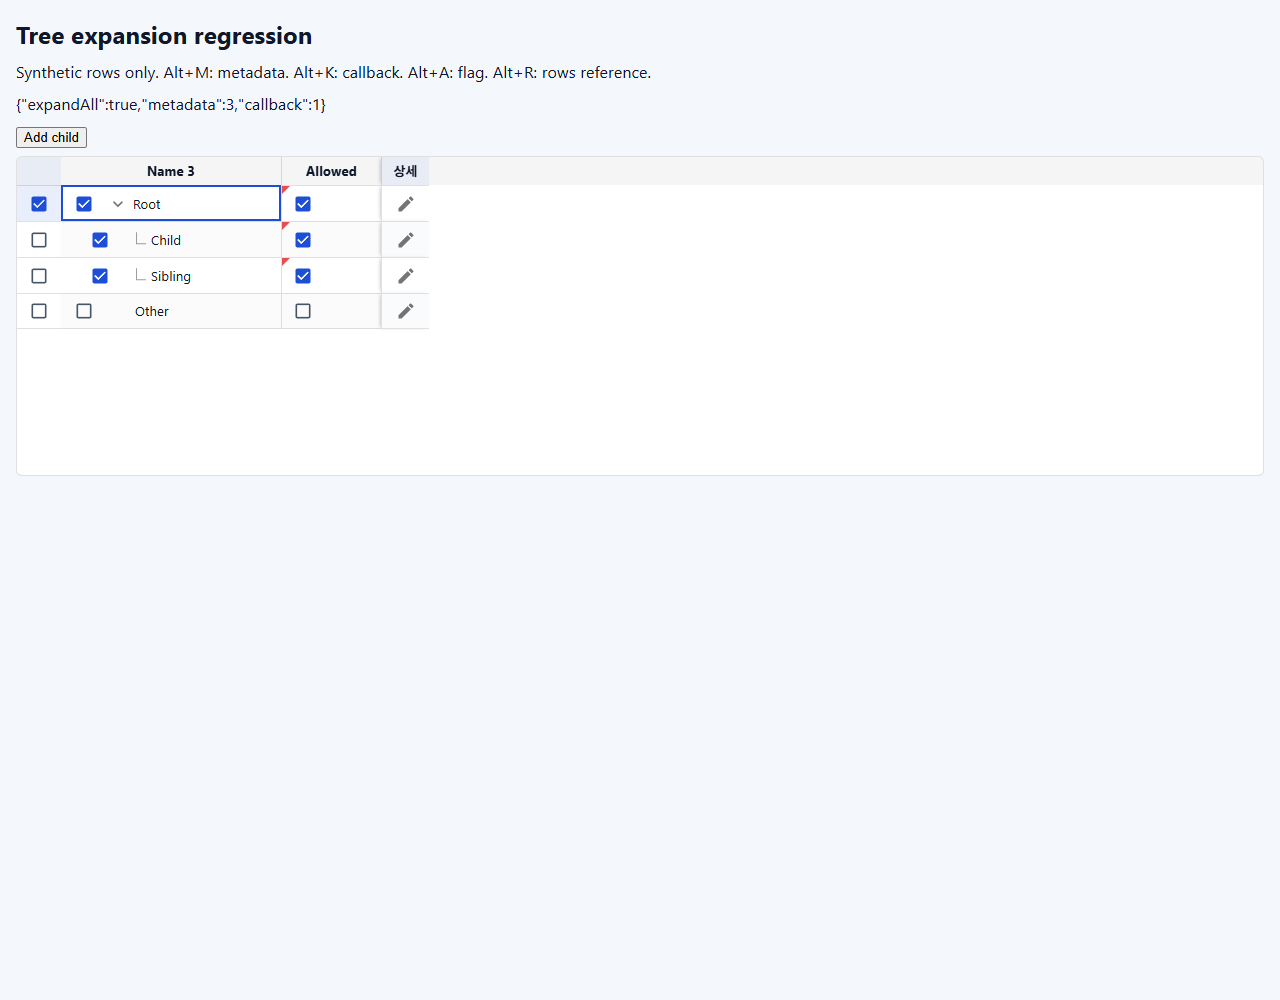 Tree expansion regression
Synthetic rows only. Alt+M: metadata. Alt+K: callback. Alt+A: flag. Alt+R: rows reference.
{"expandAll":true,"metadata":3,"callback":1}
Add child
Name 3 Allowed 상세
Root
Child
Sibling
Other